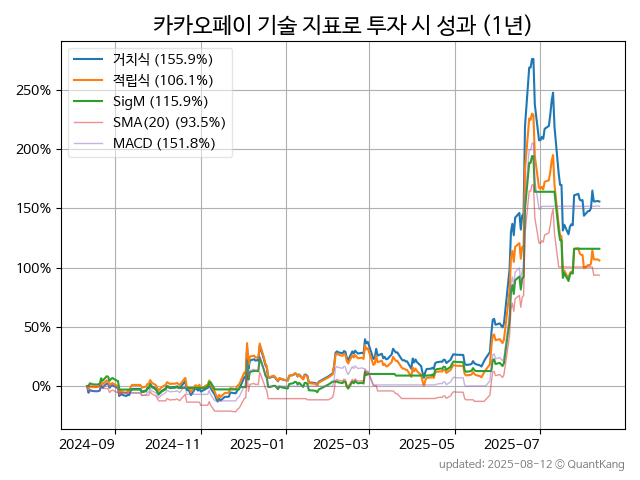 카카오페이 기술 지표로 투자 시 성과 (1년)
거치식 (155.9%)
적립식 (106.1%)
SigM (115.9%)
SMA(20) (93.5%)
MACD (151.8%)
250%
200%
150%
100%
50%
0%
2024-09
2024-11
2025-01
2025-03
2025-05
2025-07
updated: 2025-08-12 © QuantKang